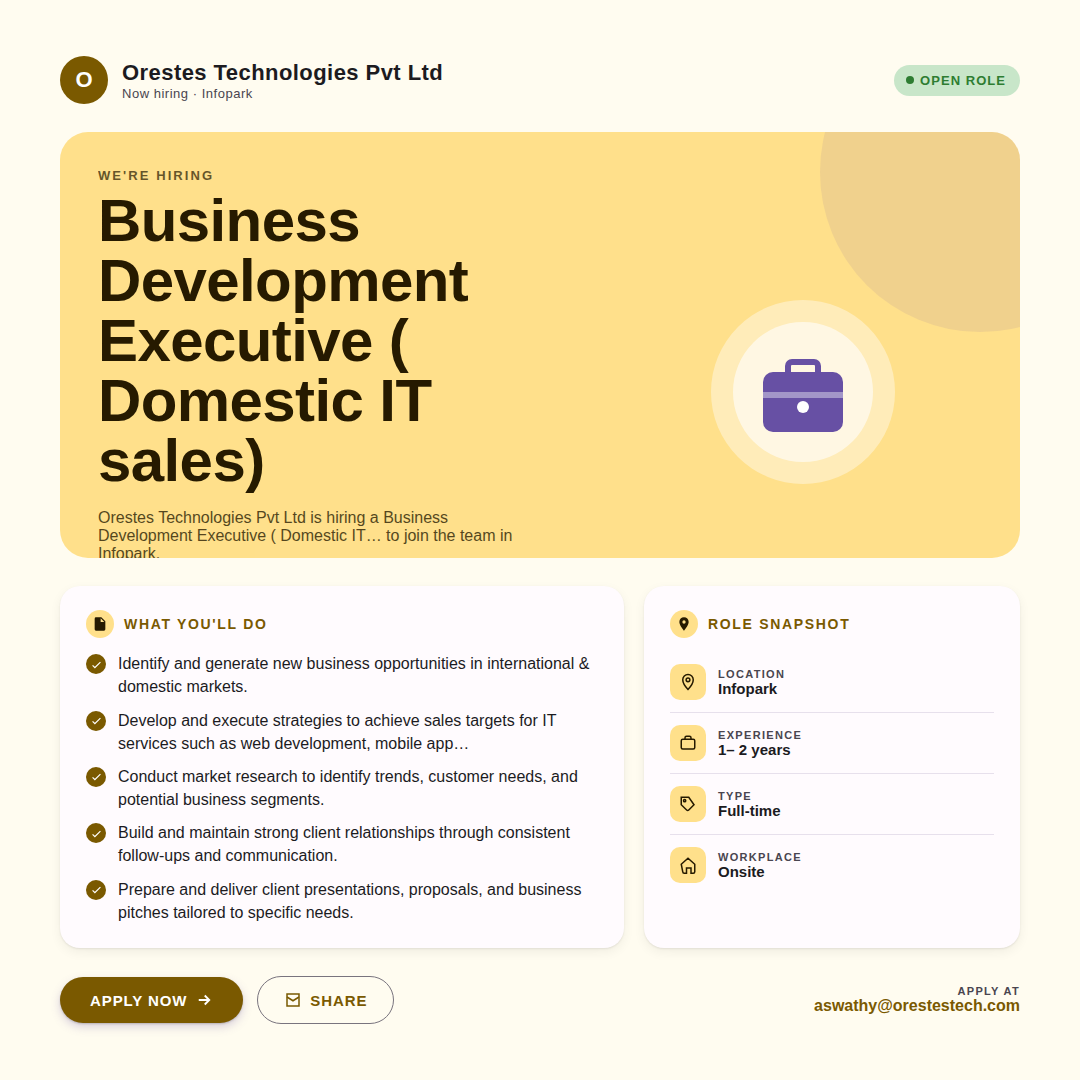 O
Orestes Technologies Pvt Ltd
Now hiring · Infopark
OPEN ROLE
WE'RE HIRING
Business
Development
Executive (
Domestic IT
sales)
Orestes Technologies Pvt Ltd is hiring a Business
Development Executive ( Domestic IT… to join the team in
Infopark.
WHAT YOU'LL DO
Identify and generate new business opportunities in international &
domestic markets.
Develop and execute strategies to achieve sales targets for IT
services such as web development, mobile app…
Conduct market research to identify trends, customer needs, and
potential business segments.
Build and maintain strong client relationships through consistent
follow-ups and communication.
Prepare and deliver client presentations, proposals, and business
pitches tailored to specific needs.
ROLE SNAPSHOT
LOCATION
Infopark
EXPERIENCE
1– 2 years
TYPE
Full-time
WORKPLACE
Onsite
APPLY NOW
SHARE
APPLY AT
aswathy@orestestech.com